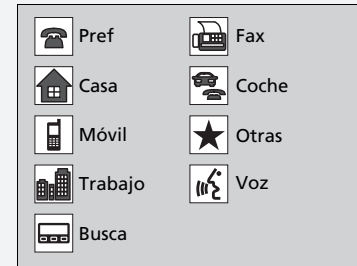 Pref
Fax
Casa
Coche
Móvil
Otras
Trabajo
Voz
Busca